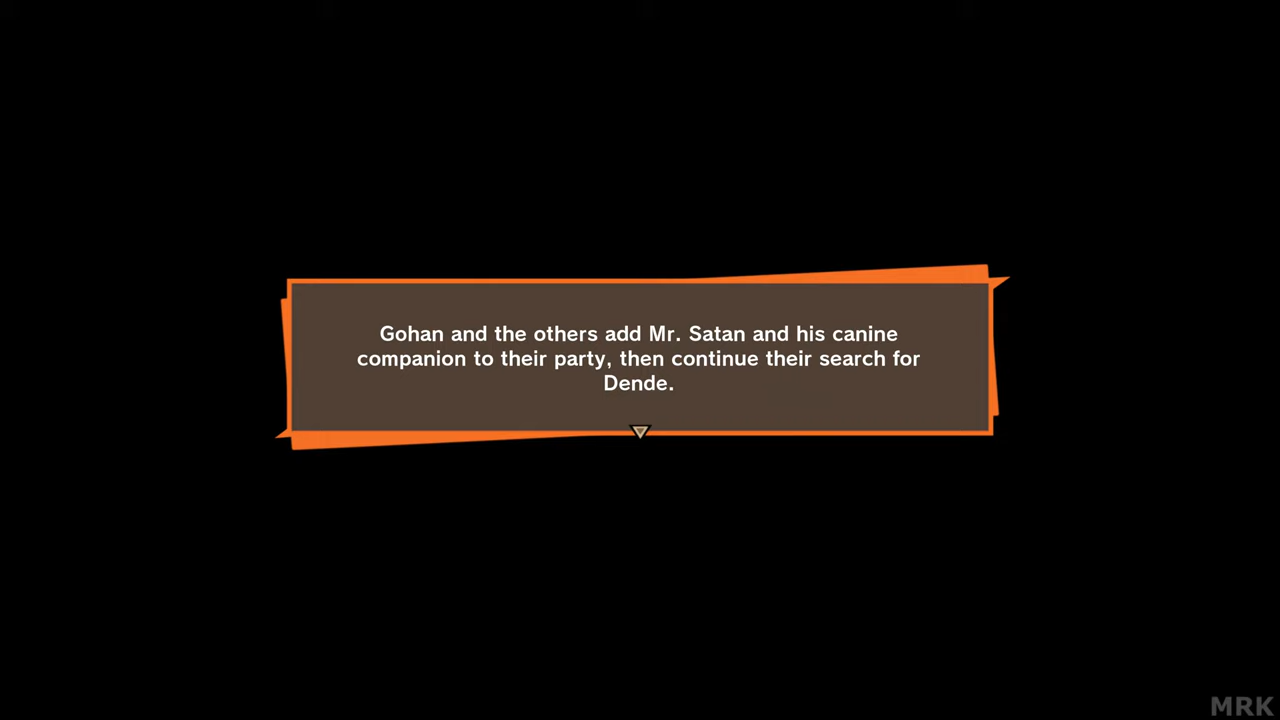 Gohan and the others add Mr. Satan and his canine
companion to their party, then continue their search for
Dende.
MRK